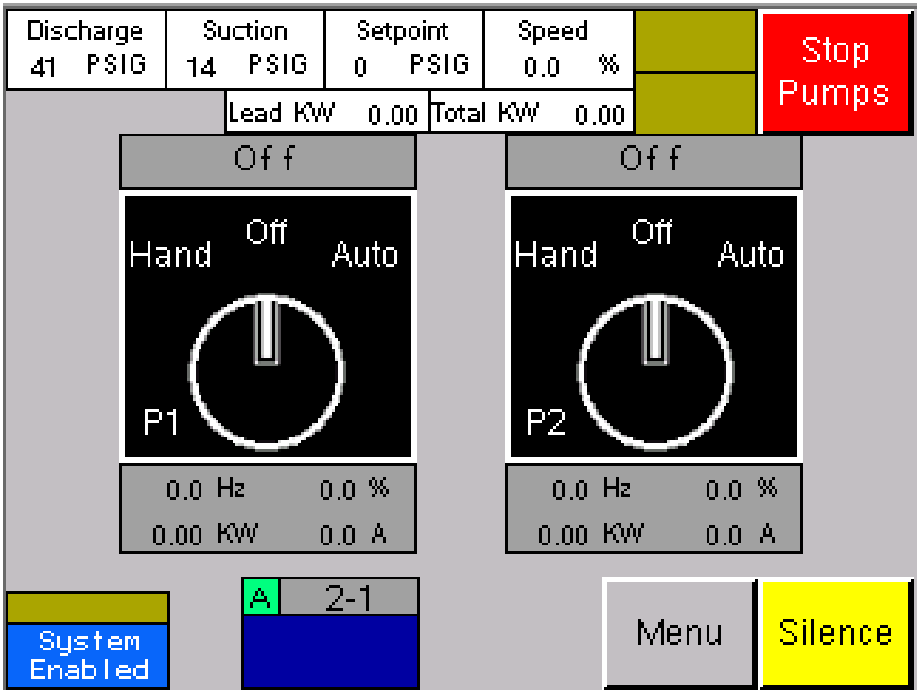 Discharge Suction Setpoint Speed
41 PSIG 14 PSIG 0 PSIG 0.0 %
Stop
Pumps
Lead KW 0.00 Total KW 0.00
Off Off
Off Off
Hand Auto Hand Auto
P1 P2
0.0 Hz 0.0 % 0.0 Hz 0.0 %
0.00 KW 0.0 A 0.00 KW 0.0 A
A 2-1
System
Enabled
Menu Silence